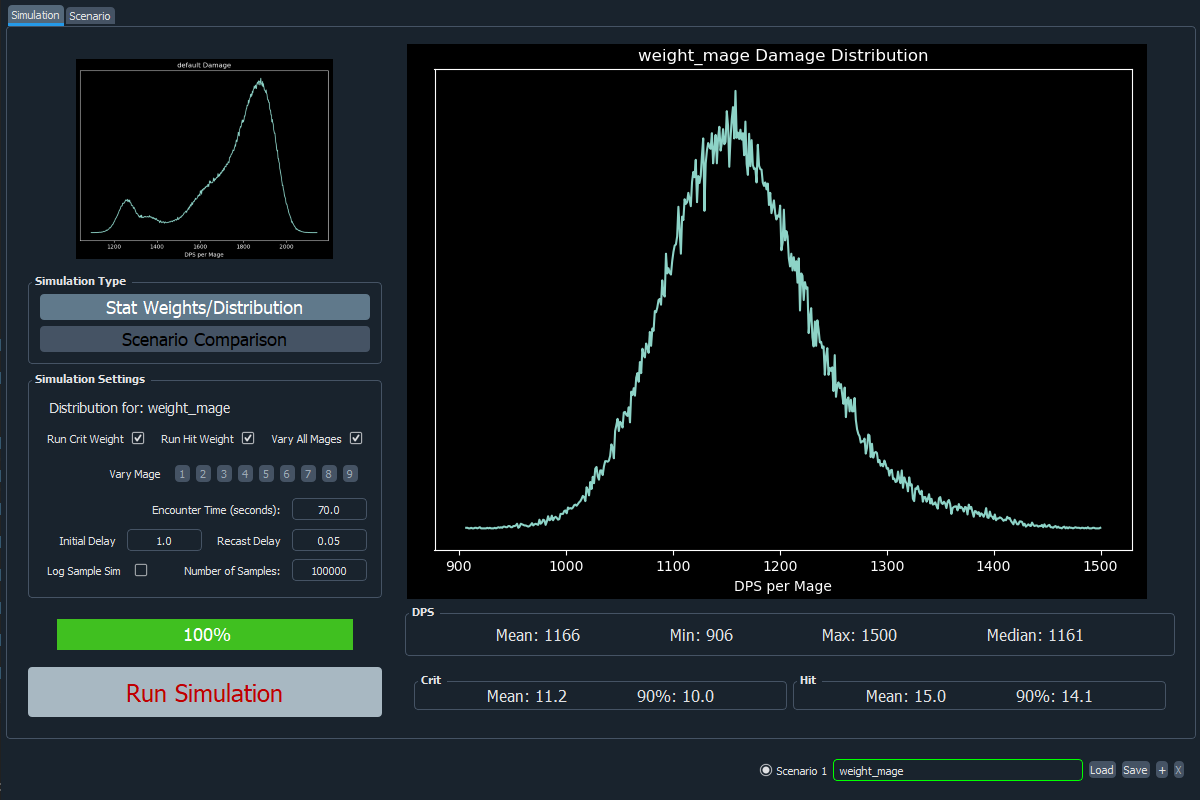 Simulation Scenario
default Damage
1200 1400 1600 1800 2000
DPS per Mage
Simulation Type
Stat Weights/Distribution
Scenario Comparison
Simulation Settings
Distribution for: weight_mage
Run Crit Weight Run Hit Weight Vary All Mages
Vary Mage 1 2 3 4 5 6 7 8 9
Encounter Time (seconds): 70.0
Initial Delay 1.0 Recast Delay 0.05
Log Sample Sim Number of Samples: 100000
100%
Run Simulation
weight_mage Damage Distribution
900 1000 1100 1200 1300 1400 1500
DPS per Mage
DPS
Mean: 1166 Min: 906 Max: 1500 Median: 1161
Crit
Mean: 11.2 90%: 10.0
Hit
Mean: 15.0 90%: 14.1
Scenario 1 weight_mage Load Save + X